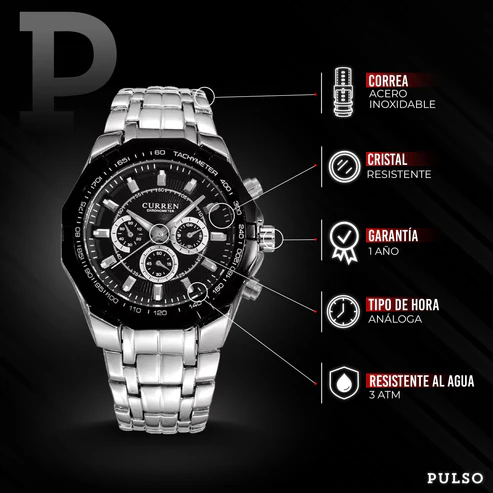 P
CORREA
ACERO
INOXIDABLE
CRISTAL
RESISTENTE
GARANTÍA
1 AÑO
TIPO DE HORA
ANÁLOGA
RESISTENTE AL AGUA
3 ATM
60 TACHYMETER
CURREN
CHRONOMETER
PULSO